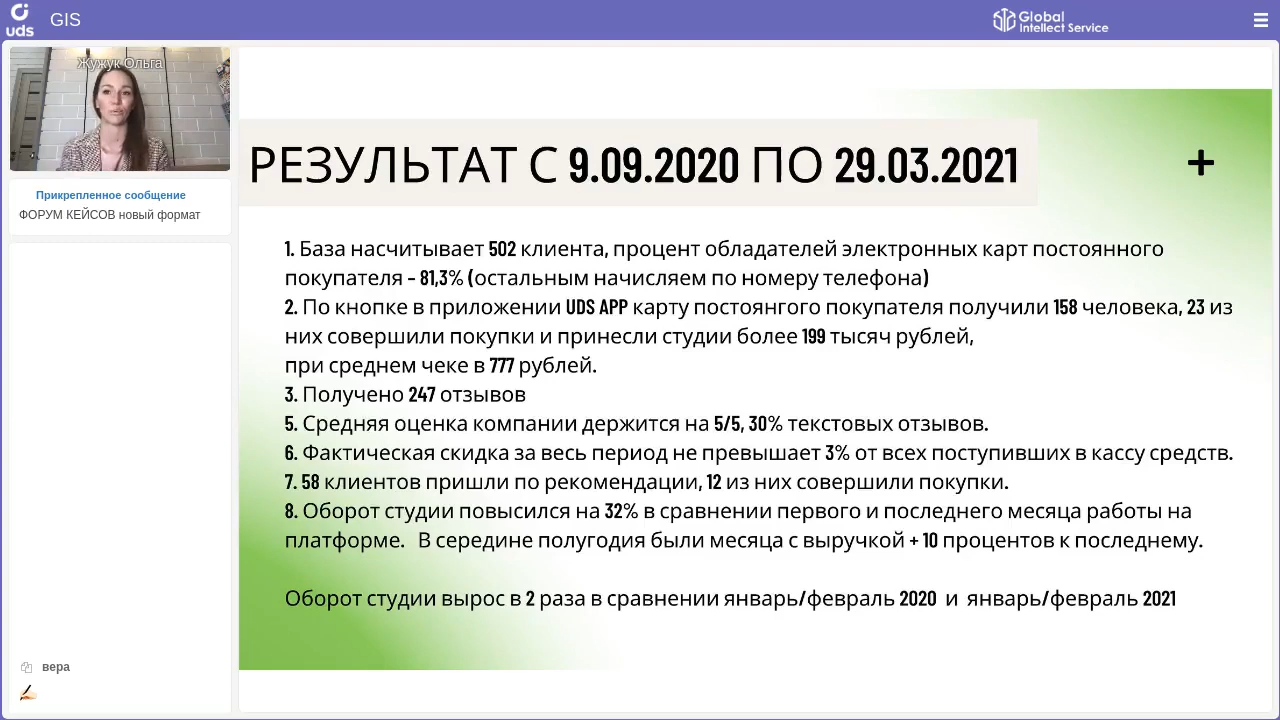 uds
GIS
Global
Intellect Service
Жужук Ольга
Прикрепленное сообщение
ФОРУМ КЕЙСОВ новый формат
РЕЗУЛЬТАТ С 9.09.2020 ПО 29.03.2021
+
1. База насчитывает 502 клиента, процент обладателей электронных карт постоянного
покупателя - 81,3% (остальным начисляем по номеру телефона)
2. По кнопке в приложении UDS APP карту постоянгого покупателя получили 158 человека, 23 из
них совершили покупки и принесли студии более 199 тысяч рублей,
при среднем чеке в 777 рублей.
3. Получено 247 отзывов
5. Средняя оценка компании держится на 5/5, 30% текстовых отзывов.
6. Фактическая скидка за весь период не превышает 3% от всех поступивших в кассу средств.
7. 58 клиентов пришли по рекомендации, 12 из них совершили покупки.
8. Оборот студии повысился на 32% в сравнении первого и последнего месяца работы на
платформе. В середине полугодия были месяца с выручкой + 10 процентов к последнему.
Оборот студии вырос в 2 раза в сравнении январь/февраль 2020 и январь/февраль 2021
вера